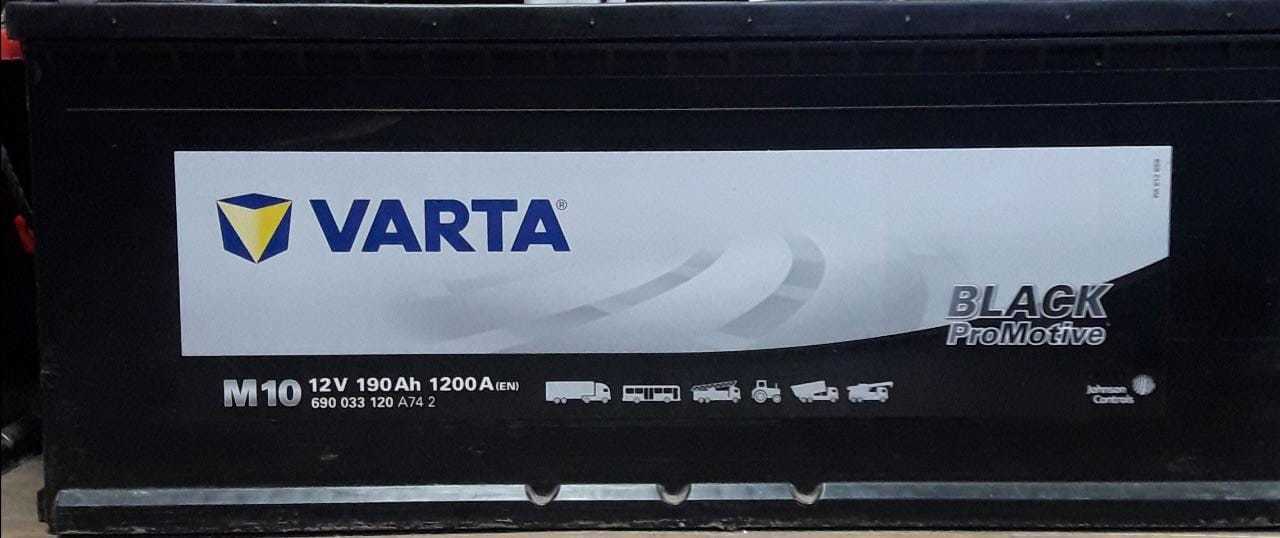 VARTA®
BLACK
ProMotive
M10 12V 190Ah 1200A (EN)
690 033 120 A74 2
Johnson
Controls